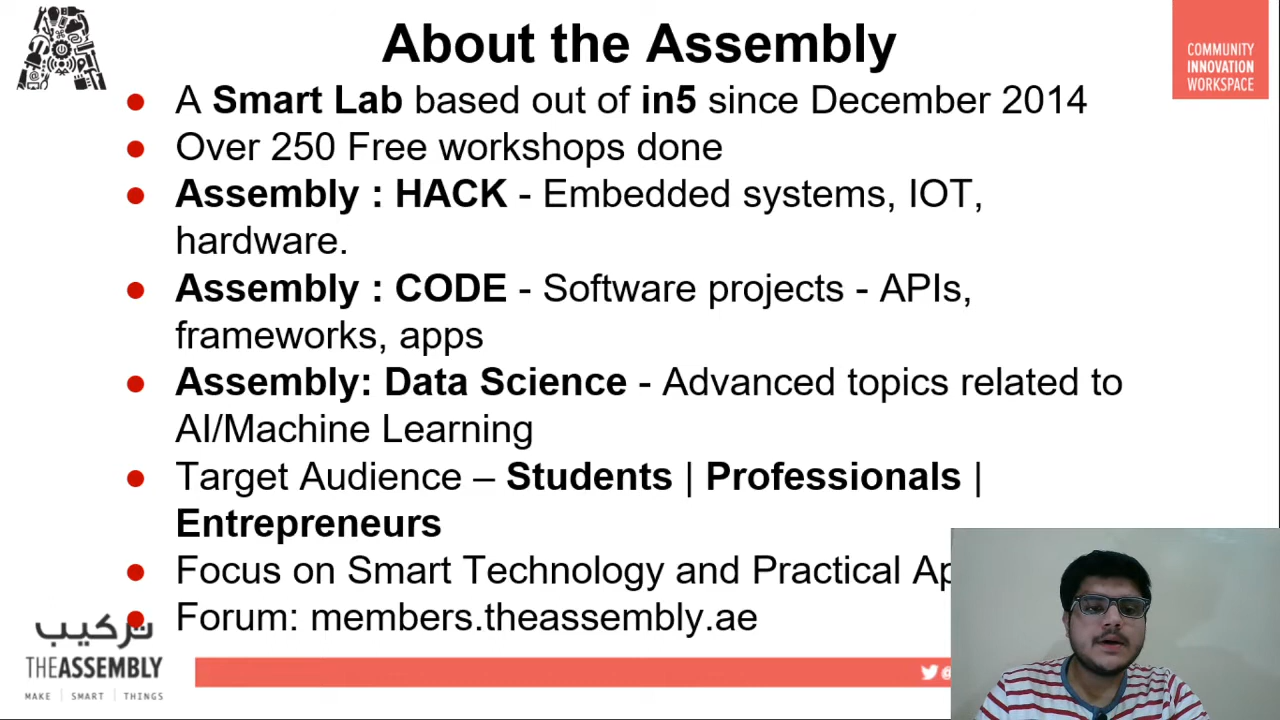 About the Assembly
COMMUNITY
INNOVATION
WORKSPACE
A Smart Lab based out of in5 since December 2014
Over 250 Free workshops done
Assembly : HACK - Embedded systems, IOT,
hardware.
Assembly : CODE - Software projects - APIs,
frameworks, apps
Assembly: Data Science - Advanced topics related to
AI/Machine Learning
Target Audience – Students | Professionals |
Entrepreneurs
Focus on Smart Technology and Practical
Forum: members.theassembly.ae
تركيب
THEASSEMBLY
MAKE | SMART | THINGS